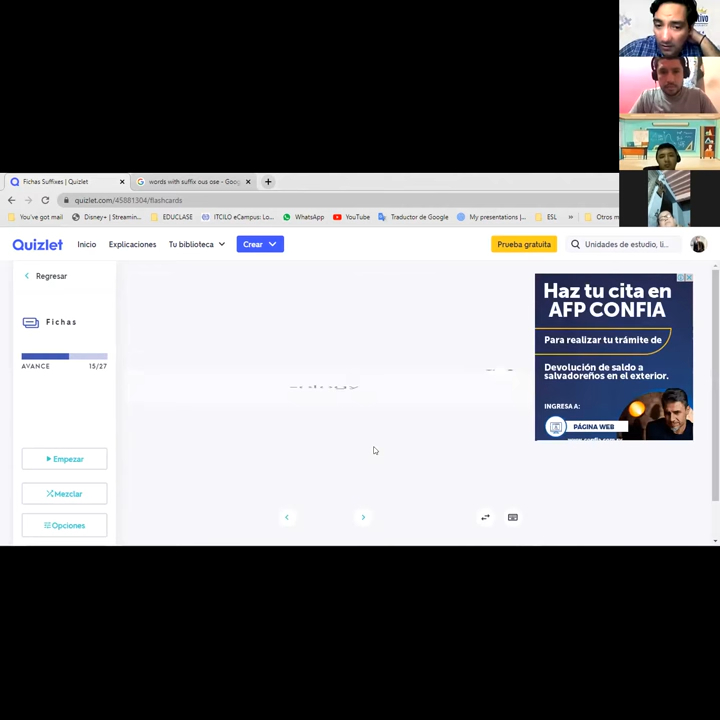 Fichas Suffixes | Quizlet
words with suffix ous ose - Goo
quizlet.com/45881304/flashcards
You've got mail
Disney+ | Streamin...
EDUCLASE
ITCILO eCampus: Lo...
WhatsApp
YouTube
Traductor de Google
My presentations |...
ESL
»
Otros m
Quizlet
Inicio
Explicaciones
Tu biblioteca
Crear
Prueba gratuita
Unidades de estudio, li...
Regresar
Fichas
AVANCE 15/27
Empezar
Mezclar
Opciones
Haz tu cita en
AFP CONFIA
Para realizar tu trámite de
Devolución de saldo a
salvadoreños en el exterior.
INGRESA A:
PÁGINA WEB